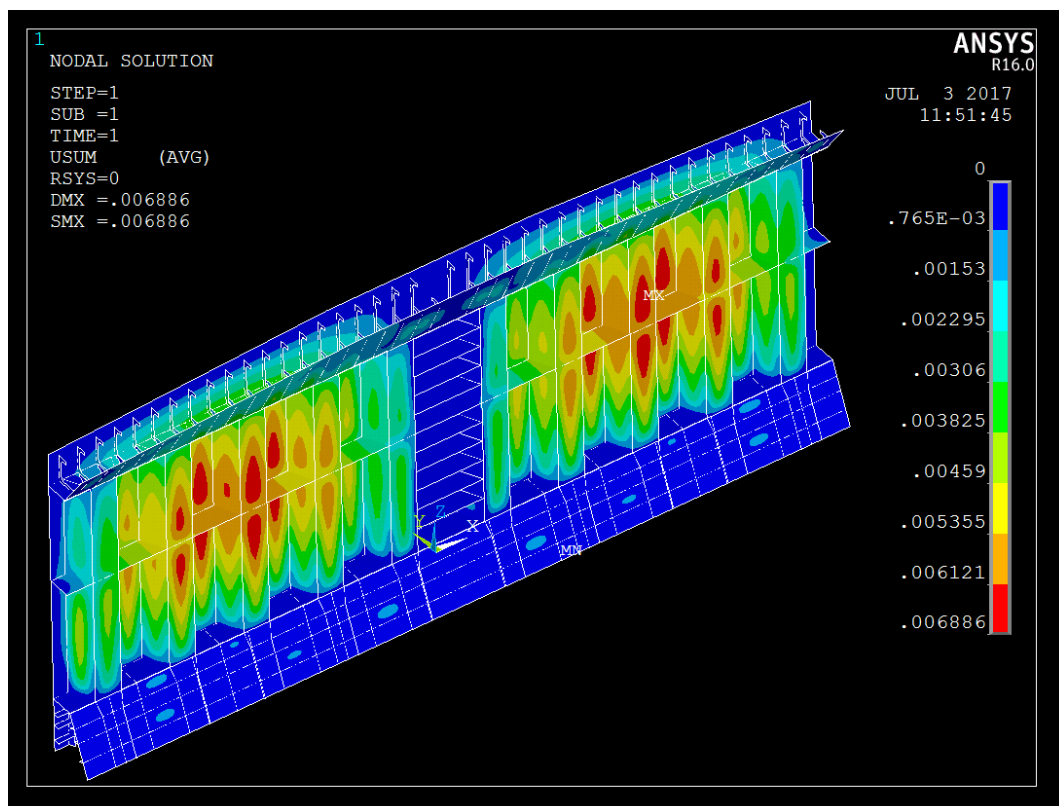 1
NODAL SOLUTION
STEP=1
SUB =1
TIME=1
USUM (AVG)
RSYS=0
DMX =.006886
SMX =.006886
ANSYS
R16.0
JUL 3 2017
11:51:45
0
.765E-03
.00153
.002295
.00306
.003825
.00459
.005355
.006121
.006886
MX
Y
Z
X
MN